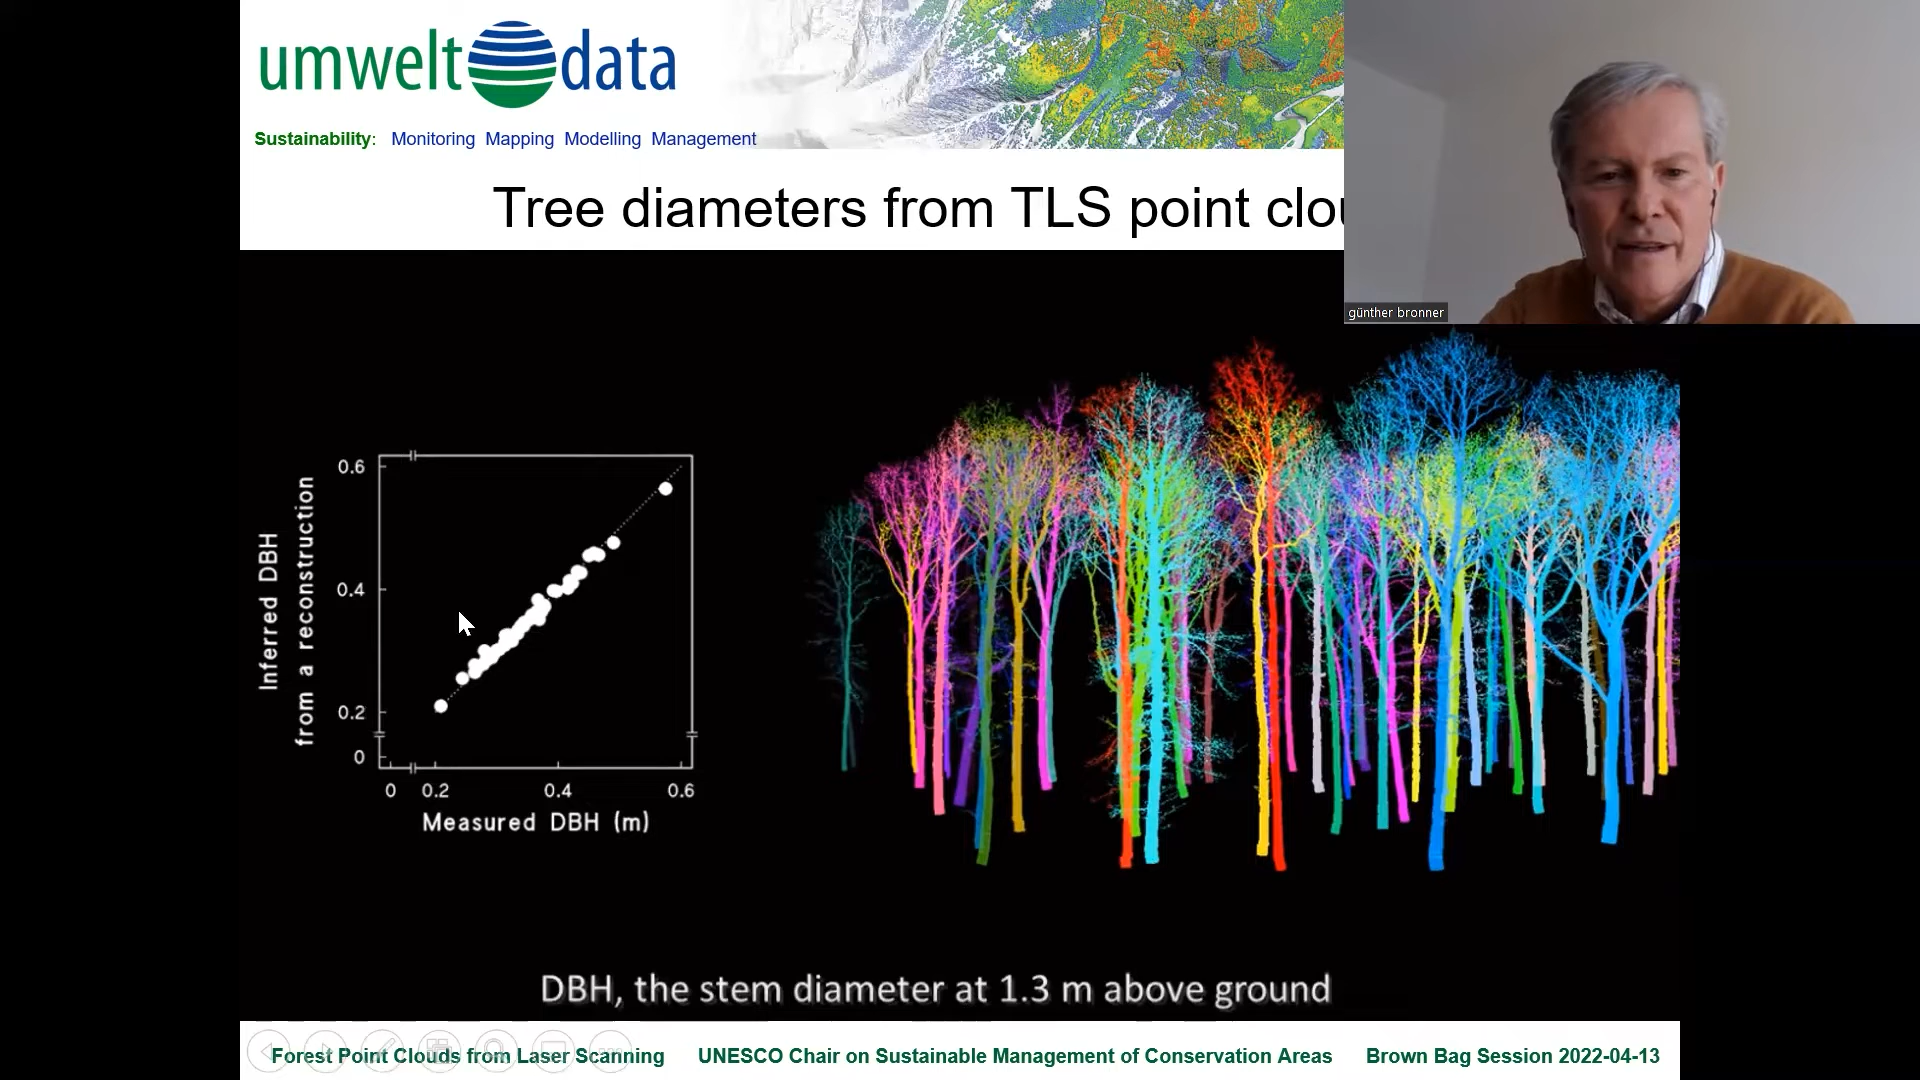 umwelt data
Sustainability: Monitoring Mapping Modelling Management
Tree diameters from TLS point clou
günther bronner
Inferred DBH
from a reconstruction
0.6
0.4
0.2
0
0 0.2 0.4 0.6
Measured DBH (m)
DBH, the stem diameter at 1.3 m above ground
Forest Point Clouds from Laser Scanning UNESCO Chair on Sustainable Management of Conservation Areas Brown Bag Session 2022-04-13